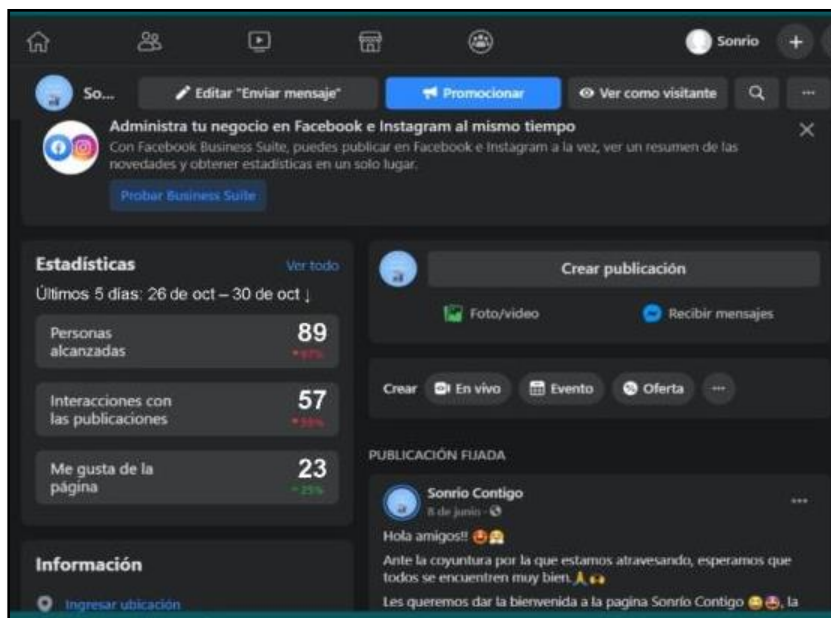 Sonrio
So...
Editar "Enviar mensaje"
Promocionar
Ver como visitante
Administra tu negocio en Facebook e Instagram al mismo tiempo
Con Facebook Business Suite, puedes publicar en Facebook e Instagram a la vez, ver un resumen de las
novedades y obtener estadísticas en un solo lugar.
Probar Business Suite
Estadísticas
Ver todo
Últimos 5 días: 26 de oct – 30 de oct ↓
Personas
alcanzadas
89
Interacciones con
las publicaciones
57
Me gusta de la
página
23
25%
Información
Ingresar ubicación
Crear publicación
Foto/video
Recibir mensajes
Crear
En vivo
Evento
Oferta
PUBLICACIÓN FIJADA
Sonrío Contigo
8 de junio
Hola amigos!!
Ante la coyuntura por la que estamos atravesando, esperamos que
todos se encuentren muy bien.
Les queremos dar la bienvenida a la pagina Sonrío Contigo, la